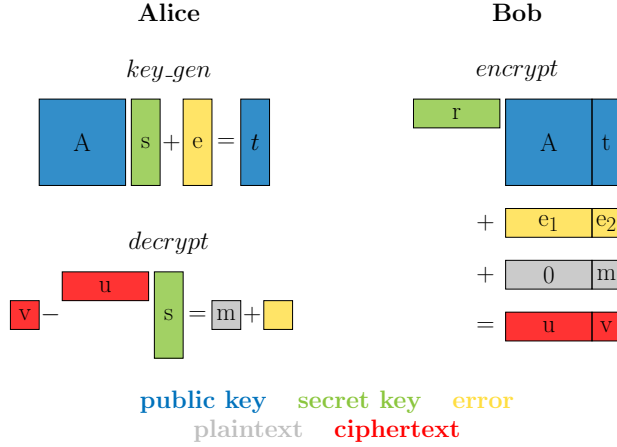 Alice
key_gen
A s + e = t
decrypt
v − u s = m +
Bob
encrypt
r A t
+ e₁ e₂
+ 0 m
= u v
public key secret key error
plaintext ciphertext